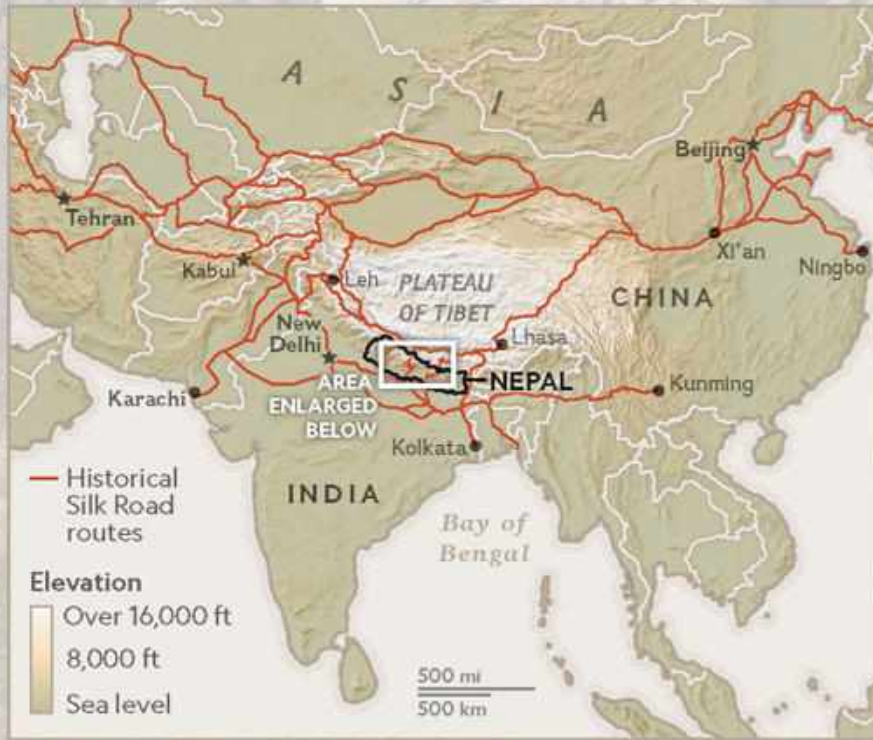 A S I A
Beijing
Tehran
Xi'an
Ningbo
Kabul
Leh
PLATEAU
OF TIBET
CHINA
New
Delhi
Lhasa
NEPAL
AREA
ENLARGED
BELOW
Karachi
Kunming
Kolkata
INDIA
Bay of
Bengal
Historical
Silk Road
routes
Elevation
Over 16,000 ft
8,000 ft
Sea level
500 mi
500 km